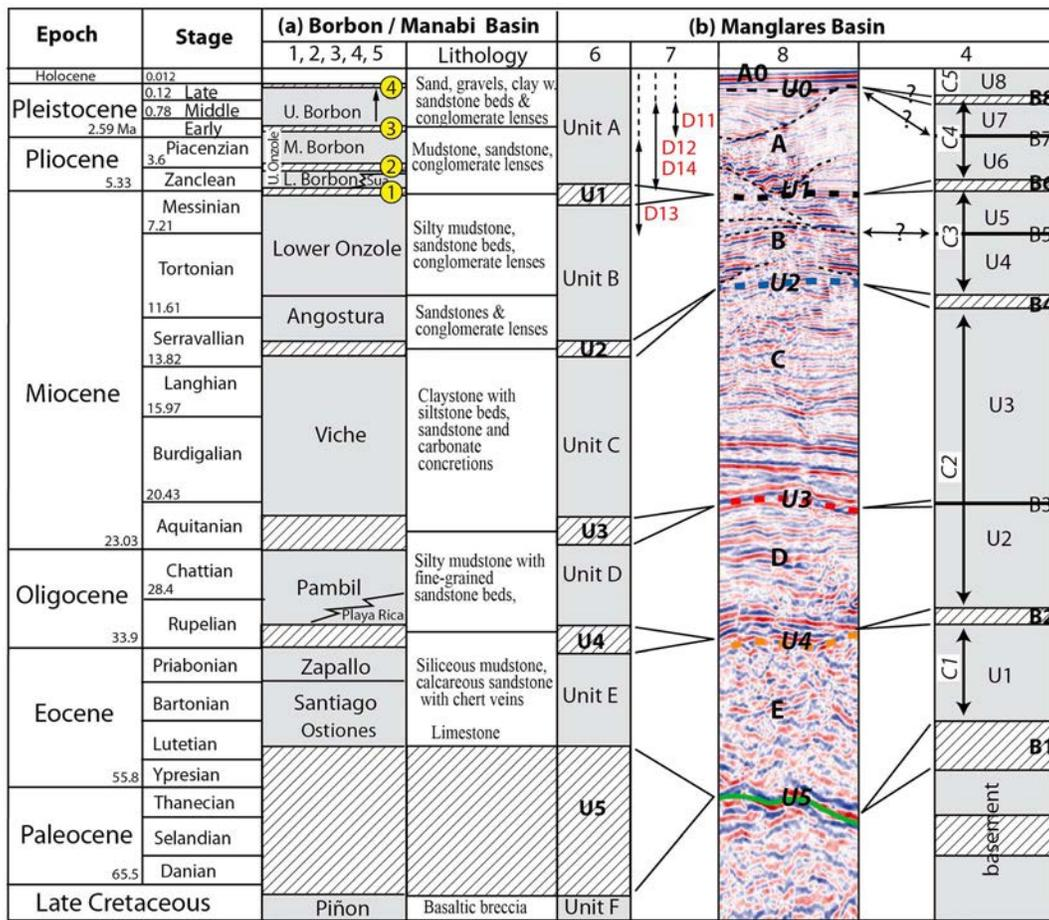 Epoch
Stage
(a) Borbon / Manabi Basin
(b) Manglares Basin
1, 2, 3, 4, 5
Lithology
6
7
8
4
Holocene
0.012
Pleistocene
0.12 Late
0.78 Middle
Early
2.59 Ma
Pliocene
Piacenzian
3.6
Zanclean
5.33
Miocene
Messinian
7.21
Tortonian
11.61
Serravallian
13.82
Langhian
15.97
Burdigalian
20.43
Aquitanian
23.03
Oligocene
Chattian
28.4
Rupelian
33.9
Eocene
Priabonian
Bartonian
Lutetian
Ypresian
55.8
Paleocene
Thanecian
Selandian
Danian
65.5
Late Cretaceous
4
U. Borbon
3
M. Borbon
2
L. Borbon
Sua
1
U. Onzole
Lower Onzole
Angostura
Viche
Pambil
Playa Rica
Zapallo
Santiago
Ostiones
Piñon
Sand, gravels, clay w.
sandstone beds &
conglomerate lenses
Mudstone, sandstone,
conglomerate lenses
Silty mudstone,
sandstone beds,
conglomerate lenses
Sandstones &
conglomerate lenses
Claystone with
siltstone beds,
sandstone and
carbonate
concretions
Silty mudstone with
fine-grained
sandstone beds,
Siliceous mudstone,
calcareous sandstone
with chert veins
Limestone
Basaltic breccia
Unit A
U1
Unit B
U2
Unit C
U3
Unit D
U4
Unit E
U5
Unit F
D11
D12
D14
D13
A0
U0
A
U1
B
U2
C
U3
D
U4
E
U5
?
?
?
C5
U8
B8
C4
U7
B7
U6
B6
C3
U5
B5
U4
B4
C2
U3
B3
U2
B2
C1
U1
B1
basement